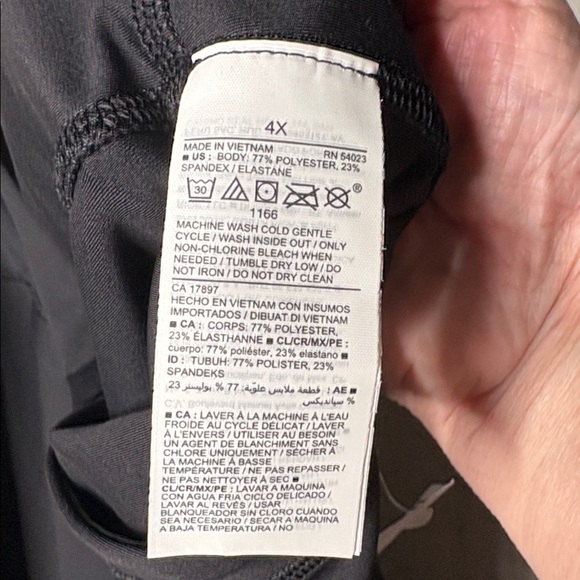 4X
MADE IN VIETNAM RN 54023
■ US : BODY: 77% POLYESTER, 23%
SPANDEX / ELASTANE
30 ®
1166
MACHINE WASH COLD GENTLE
CYCLE / WASH INSIDE OUT / ONLY
NON-CHLORINE BLEACH WHEN
NEEDED / TUMBLE DRY LOW / DO
NOT IRON / DO NOT DRY CLEAN
CA 17897
HECHO EN VIETNAM CON INSUMOS
IMPORTADOS / DIBUAT DI VIETNAM
■ CA : CORPS: 77% POLYESTER,
23% ÉLASTHANNE ■ CL/CR/MX/PE :
cuerpo: 77% poliéster, 23% elastano ■
ID : TUBUH: 77% POLISTER, 23%
SPANDEKS
■ AE : قطعة ملابس علوية: 77 % بوليستر 23
% سباندیکس
■ CA : LAVER À LA MACHINE À L'EAU
FROIDE AU CYCLE DÉLICAT / LAVER
À L'ENVERS / UTILISER AU BESOIN
UN AGENT DE BLANCHIMENT SANS
CHLORE UNIQUEMENT / SÉCHER À
LA MACHINE À BASSE
TEMPÉRATURE / NE PAS REPASSER /
NE PAS NETTOYER À SEC ■
CL/CR/MX/PE : LAVAR A MAQUINA
CON AGUA FRIA CICLO DELICADO /
LAVAR AL REVÉS / USAR
BLANQUEADOR SIN CLORO CUANDO
SEA NECESARIO / SECAR A MAQUINA
A BAJA TEMPERATURA / NO